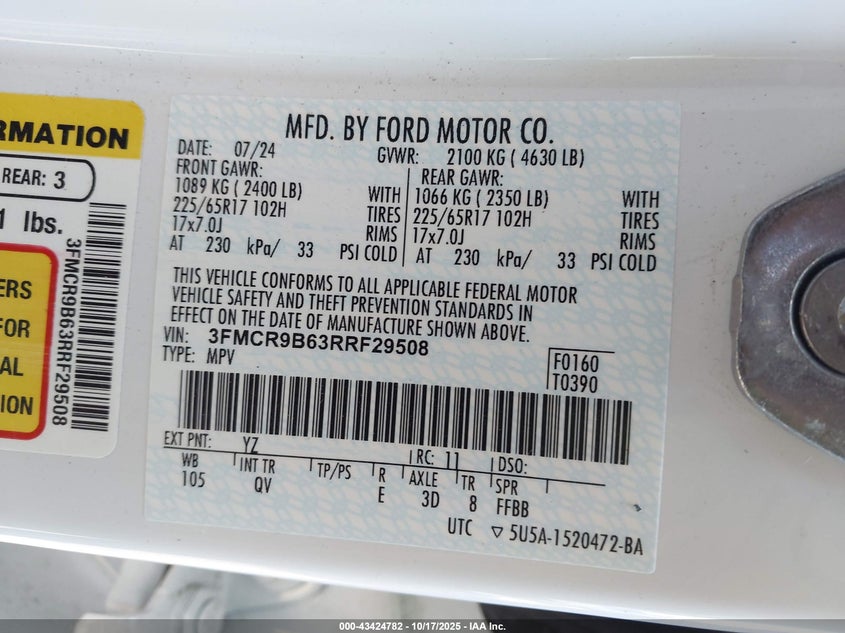 RMATION
REAR: 3
1 lbs.
ERS
FOR
AL
ION
3FMCR9B63RRF29508
MFD. BY FORD MOTOR CO.
DATE: 07/24 GVWR: 2100 KG ( 4630 LB)
FRONT GAWR: REAR GAWR:
1089 KG ( 2400 LB) WITH 1066 KG ( 2350 LB) WITH
225/65R17 102H TIRES 225/65R17 102H TIRES
17x7.0J RIMS 17x7.0J RIMS
AT 230 kPa/ 33 PSI COLD AT 230 kPa/ 33 PSI COLD
THIS VEHICLE CONFORMS TO ALL APPLICABLE FEDERAL MOTOR
VEHICLE SAFETY AND THEFT PREVENTION STANDARDS IN
EFFECT ON THE DATE OF MANUFACTURE SHOWN ABOVE.
VIN: 3FMCR9B63RRF29508
TYPE: MPV
F0160
T0390
EXT PNT: YZ RC: 11 DSO:
WB INT TR TP/PS R AXLE TR SPR
105 QV E 3D 8 FFBB
UTC ▽ 5U5A-1520472-BA
000-43424782 - 10/17/2025 - IAA Inc.